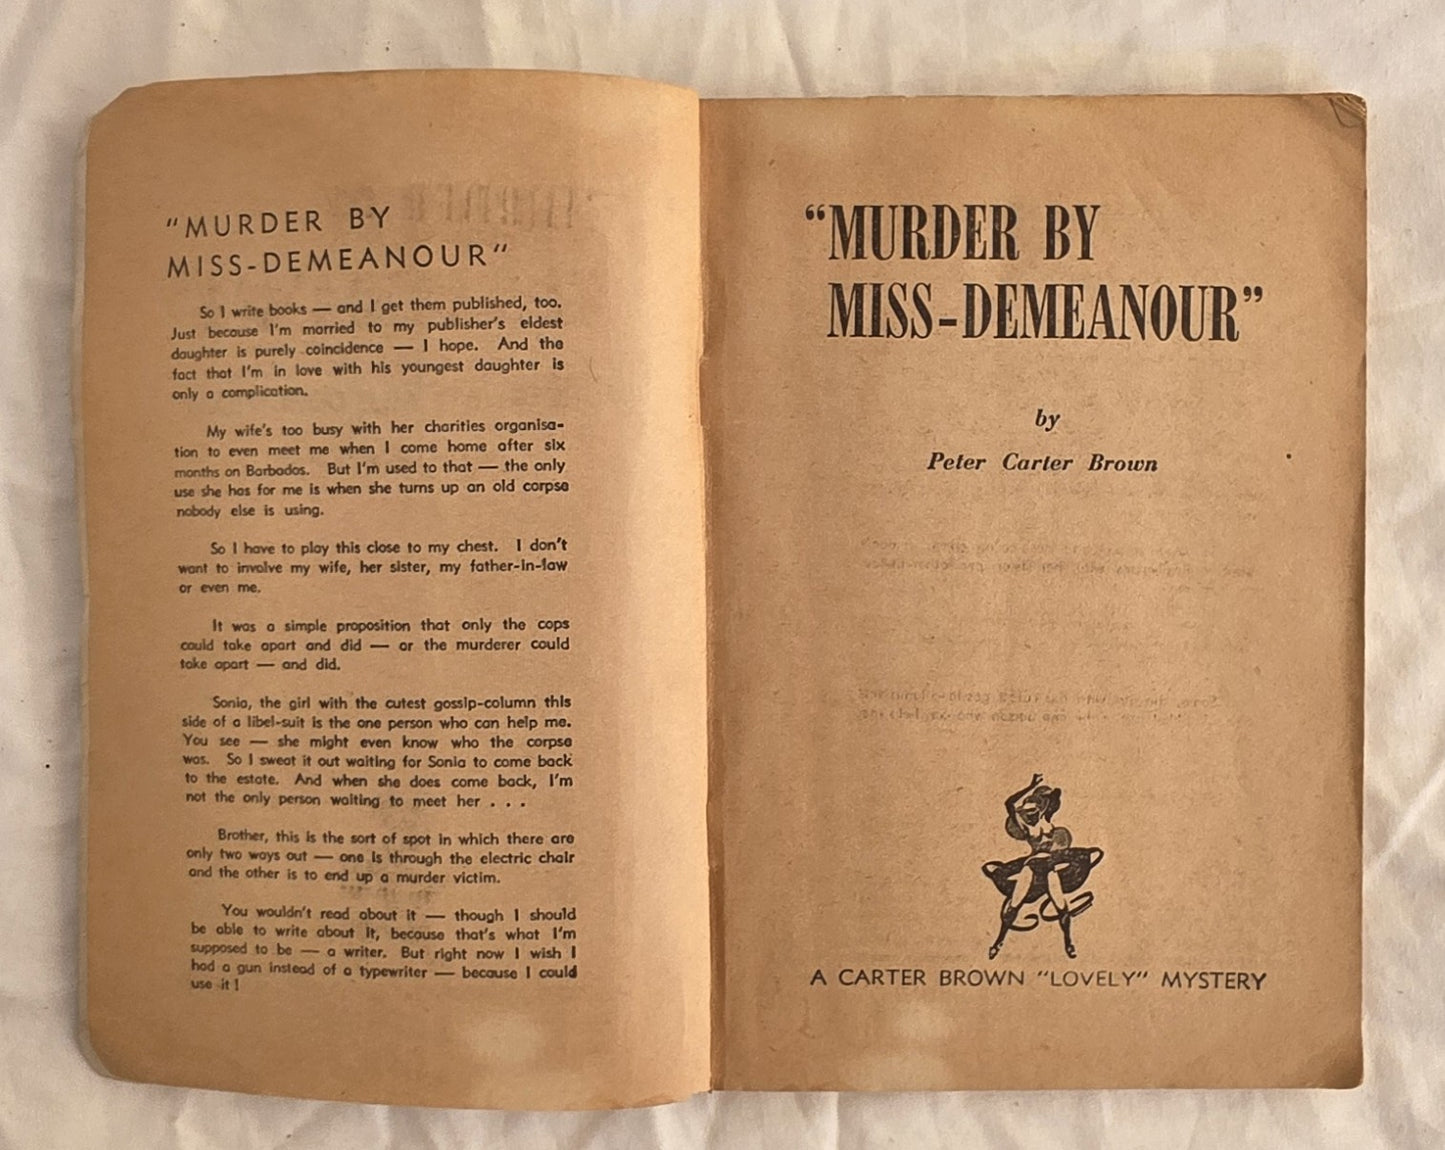 "MURDER BY
MISS-DEMEANOUR"
So I write books — and I get them published, too.
Just because I'm married to my publisher's eldest
daughter is purely coincidence — I hope. And the
fact that I'm in love with his youngest daughter is
only a complication.
My wife's too busy with her charities organisa-
tion to even meet me when I come home after six
months on Barbados. But I'm used to that — the only
use she has for me is when she turns up an old corpse
nobody else is using.
So I have to play this close to my chest. I don't
want to involve my wife, her sister, my father-in-law
or even me.
It was a simple proposition that only the cops
could take apart and did — or the murderer could
take apart — and did.
Sonia, the girl with the cutest gossip-column this
side of a libel-suit is the one person who can help me.
You see — she might even know who the corpse
was. So I sweat it out waiting for Sonia to come back
to the estate. And when she does come back, I'm
not the only person waiting to meet her . . .
Brother, this is the sort of spot in which there are
only two ways out — one is through the electric chair
and the other is to end up a murder victim.
You wouldn't read about it — though I should
be able to write about it, because that's what I'm
supposed to be — a writer. But right now I wish I
had a gun instead of a typewriter — because I could
use it!
"MURDER BY
MISS-DEMEANOUR"
by
Peter Carter Brown
A CARTER BROWN "LOVELY" MYSTERY